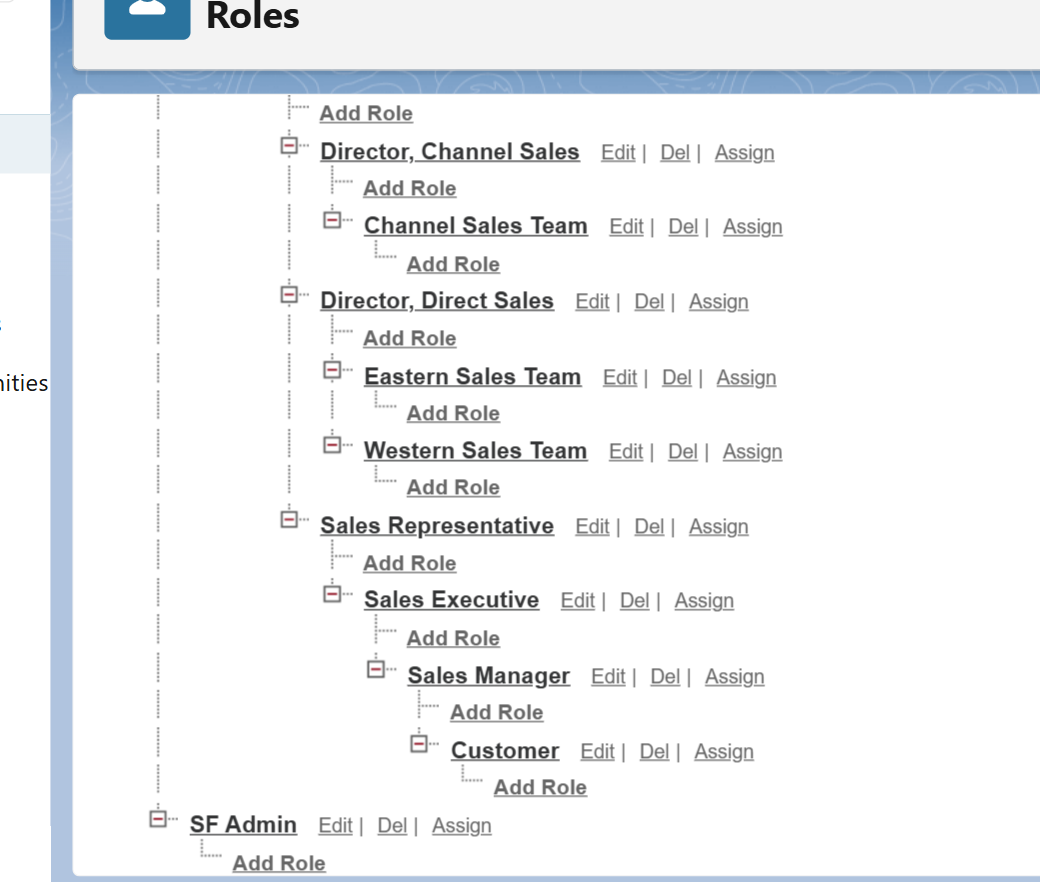 Roles
Add Role
Director, Channel Sales Edit | Del | Assign
Add Role
Channel Sales Team Edit | Del | Assign
Add Role
Director, Direct Sales Edit | Del | Assign
Add Role
Eastern Sales Team Edit | Del | Assign
nities
Add Role
Western Sales Team Edit | Del | Assign
Add Role
Sales Representative Edit | Del | Assign
Add Role
Sales Executive Edit | Del | Assign
Add Role
Sales Manager Edit | Del | Assign
Add Role
Customer Edit | Del | Assign
Add Role
SF Admin Edit | Del | Assign
Add Role